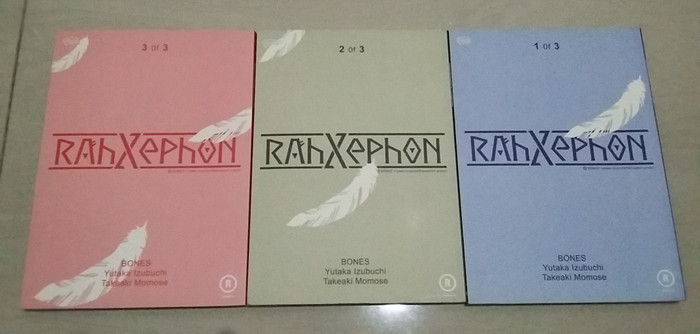 3 of 3
RAhXePhON
BONES
Yutaka Izubuchi
Takeaki Momose
R
2 of 3
RAhXePhON
BONES
Yutaka Izubuchi
Takeaki Momose
R
1 of 3
RAhXePhON
BONES
Yutaka Izubuchi
Takeaki Momose
R